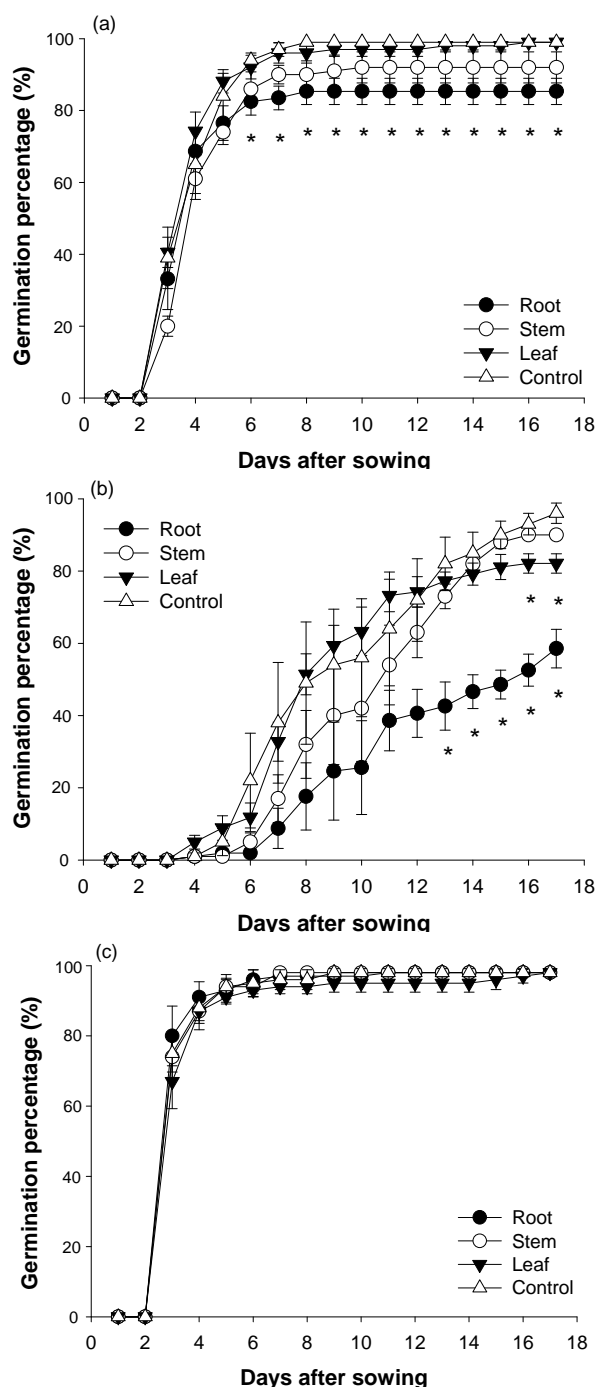 (a)
100
80
60
40
20
0
Germination percentage (%)
Root
Stem
Leaf
Control
* * * * * * * * * * * *
0 2 4 6 8 10 12 14 16 18
Days after sowing
(b)
100
80
60
40
20
0
Germination percentage (%)
Root
Stem
Leaf
Control
* *
* * * * *
0 2 4 6 8 10 12 14 16 18
Days after sowing
(c)
100
80
60
40
20
0
Germination percentage (%)
Root
Stem
Leaf
Control
0 2 4 6 8 10 12 14 16 18
Days after sowing